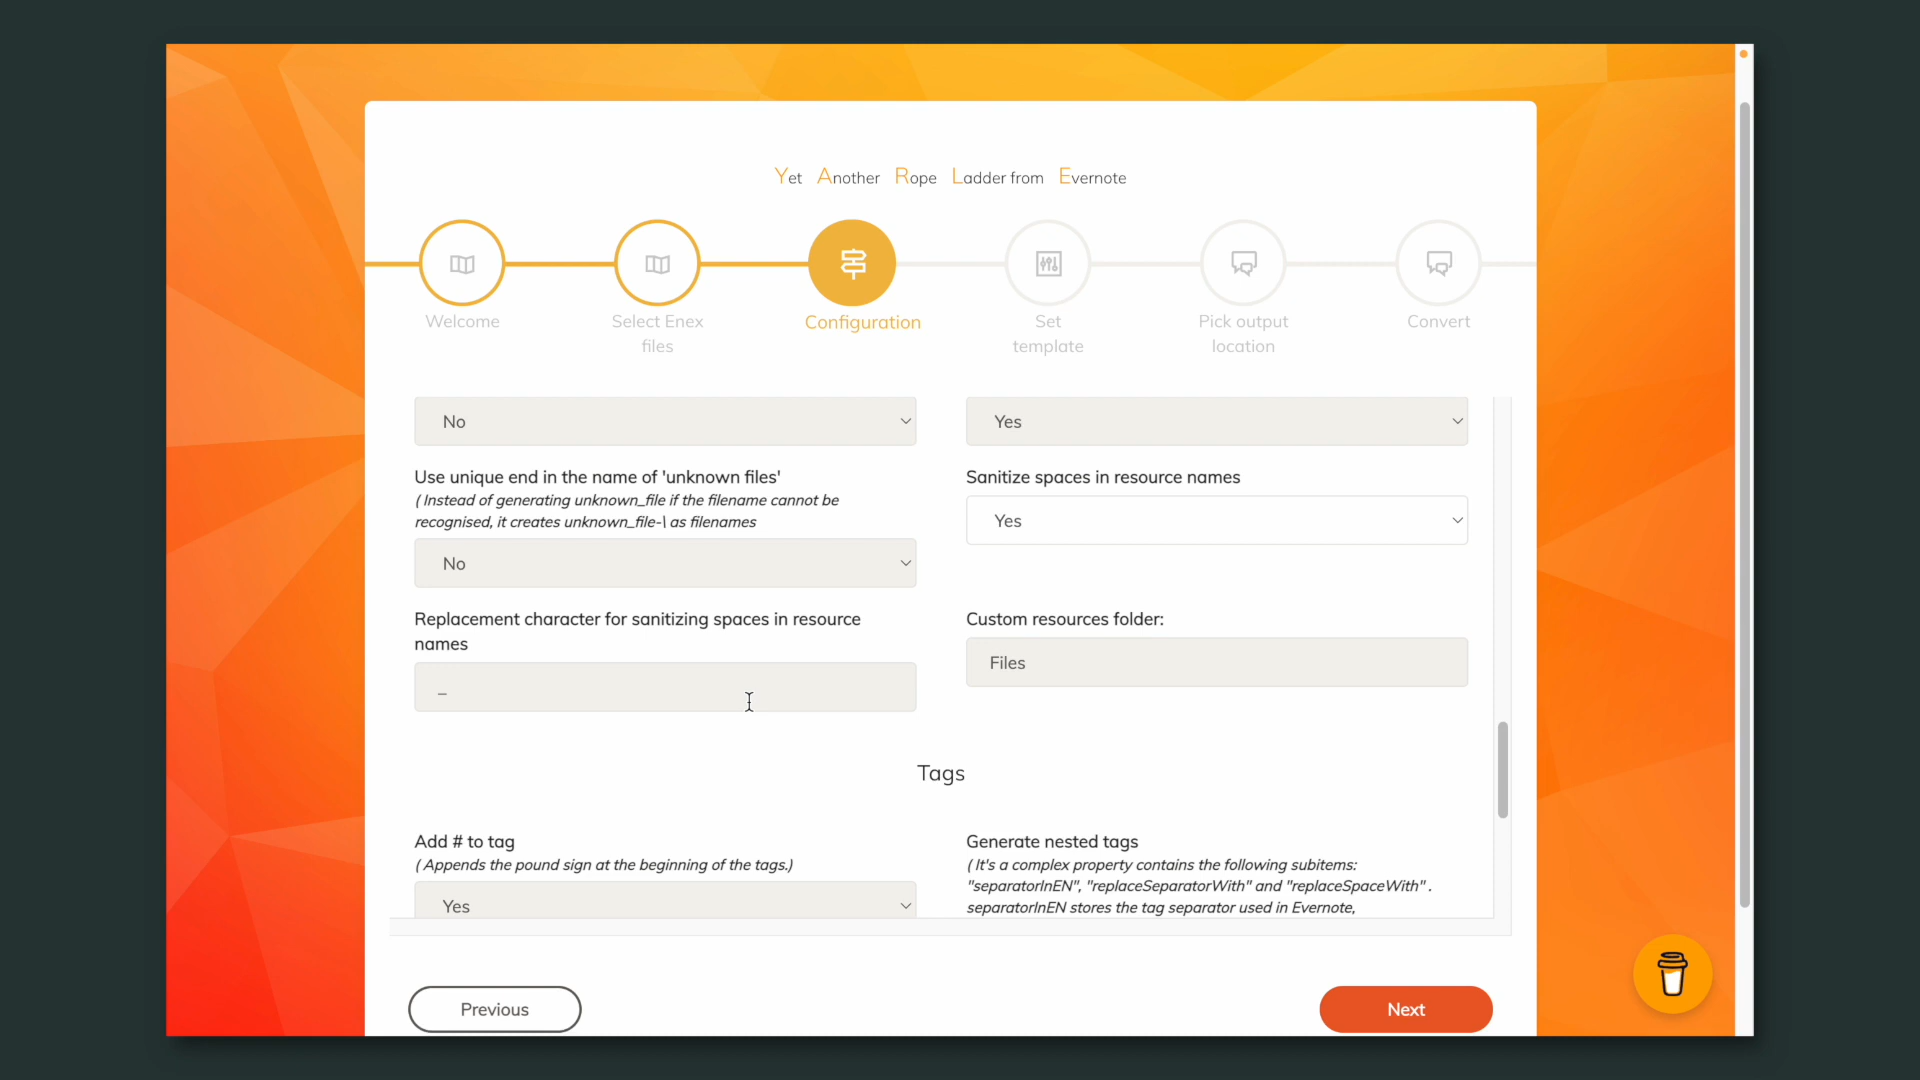 Yet Another Rope Ladder from Evernote
Welcome
Select Enex
files
Configuration
Set
template
Pick output
location
Convert
No
Yes
Use unique end in the name of 'unknown files'
( Instead of generating unknown_file if the filename cannot be
recognised, it creates unknown_file-\ as filenames
No
Sanitize spaces in resource names
Yes
Replacement character for sanitizing spaces in resource
names
_
Custom resources folder:
Files
Tags
Add # to tag
( Appends the pound sign at the beginning of the tags.)
Yes
Generate nested tags
( It's a complex property contains the following subitems:
"separatorInEN", "replaceSeparatorWith" and "replaceSpaceWith" .
separatorInEN stores the tag separator used in Evernote,
Previous
Next